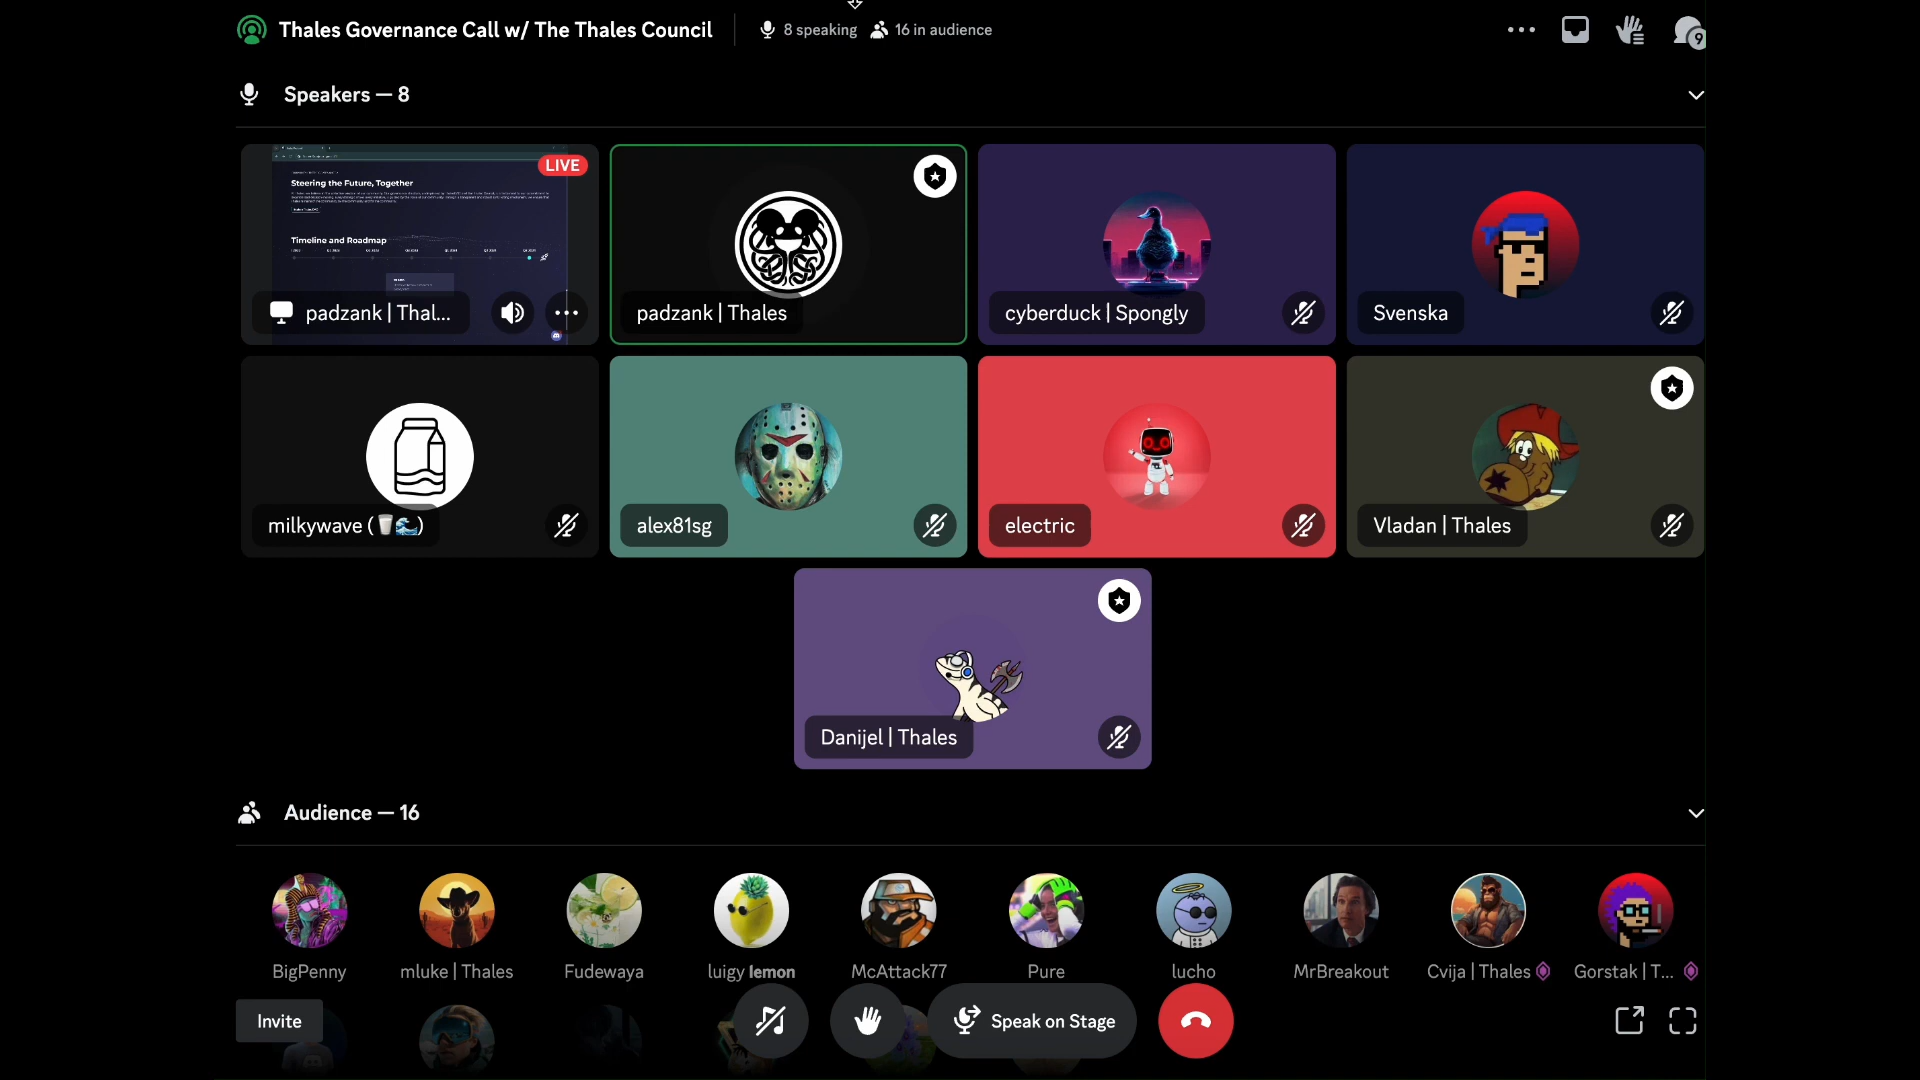 Thales Governance Call w/ The Thales Council
8 speaking
16 in audience
9
Speakers — 8
LIVE
Steering the Future, Together
Timeline and Roadmap
padzank | Thal...
padzank | Thales
cyberduck | Spongly
Svenska
milkywave (🥛🌊)
alex81sg
electric
Vladan | Thales
Danijel | Thales
Audience — 16
BigPenny
mluke | Thales
Fudewaya
luigy lemon
McAttack77
Pure
lucho
MrBreakout
Cvija | Thales
Gorstak | T...
Invite
Speak on Stage